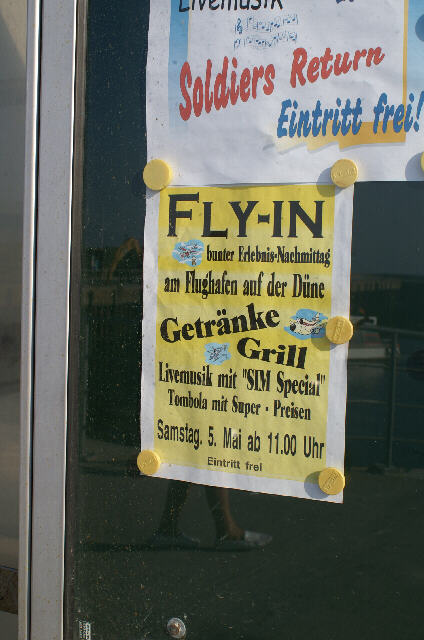 Livemusik
Soldiers Return
Eintritt frei!
FLY-IN
bunter Erlebnis-Nachmittag
am Flughafen auf der Düne
Getränke
Grill
Livemusik mit "SIM Special"
Tombola mit Super - Preisen
Samstag. 5. Mai ab 11.00 Uhr
Eintritt frei